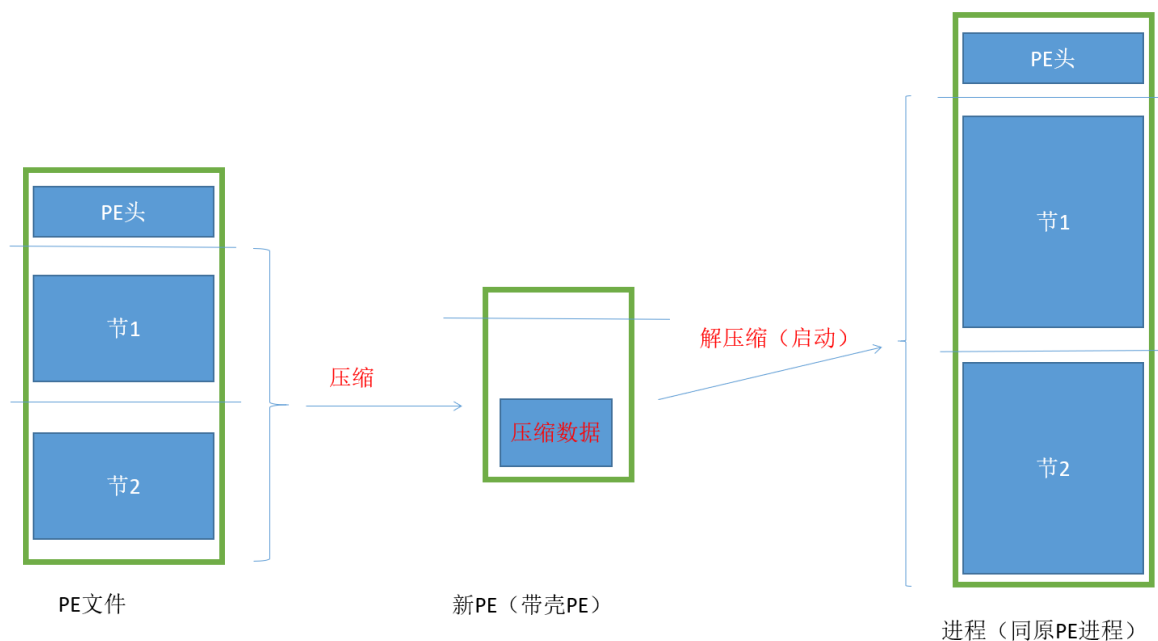 PE头
节1
节2
PE文件
压缩
压缩数据
新PE（带壳PE）
解压缩（启动）
PE头
节1
节2
进程（同原PE进程）